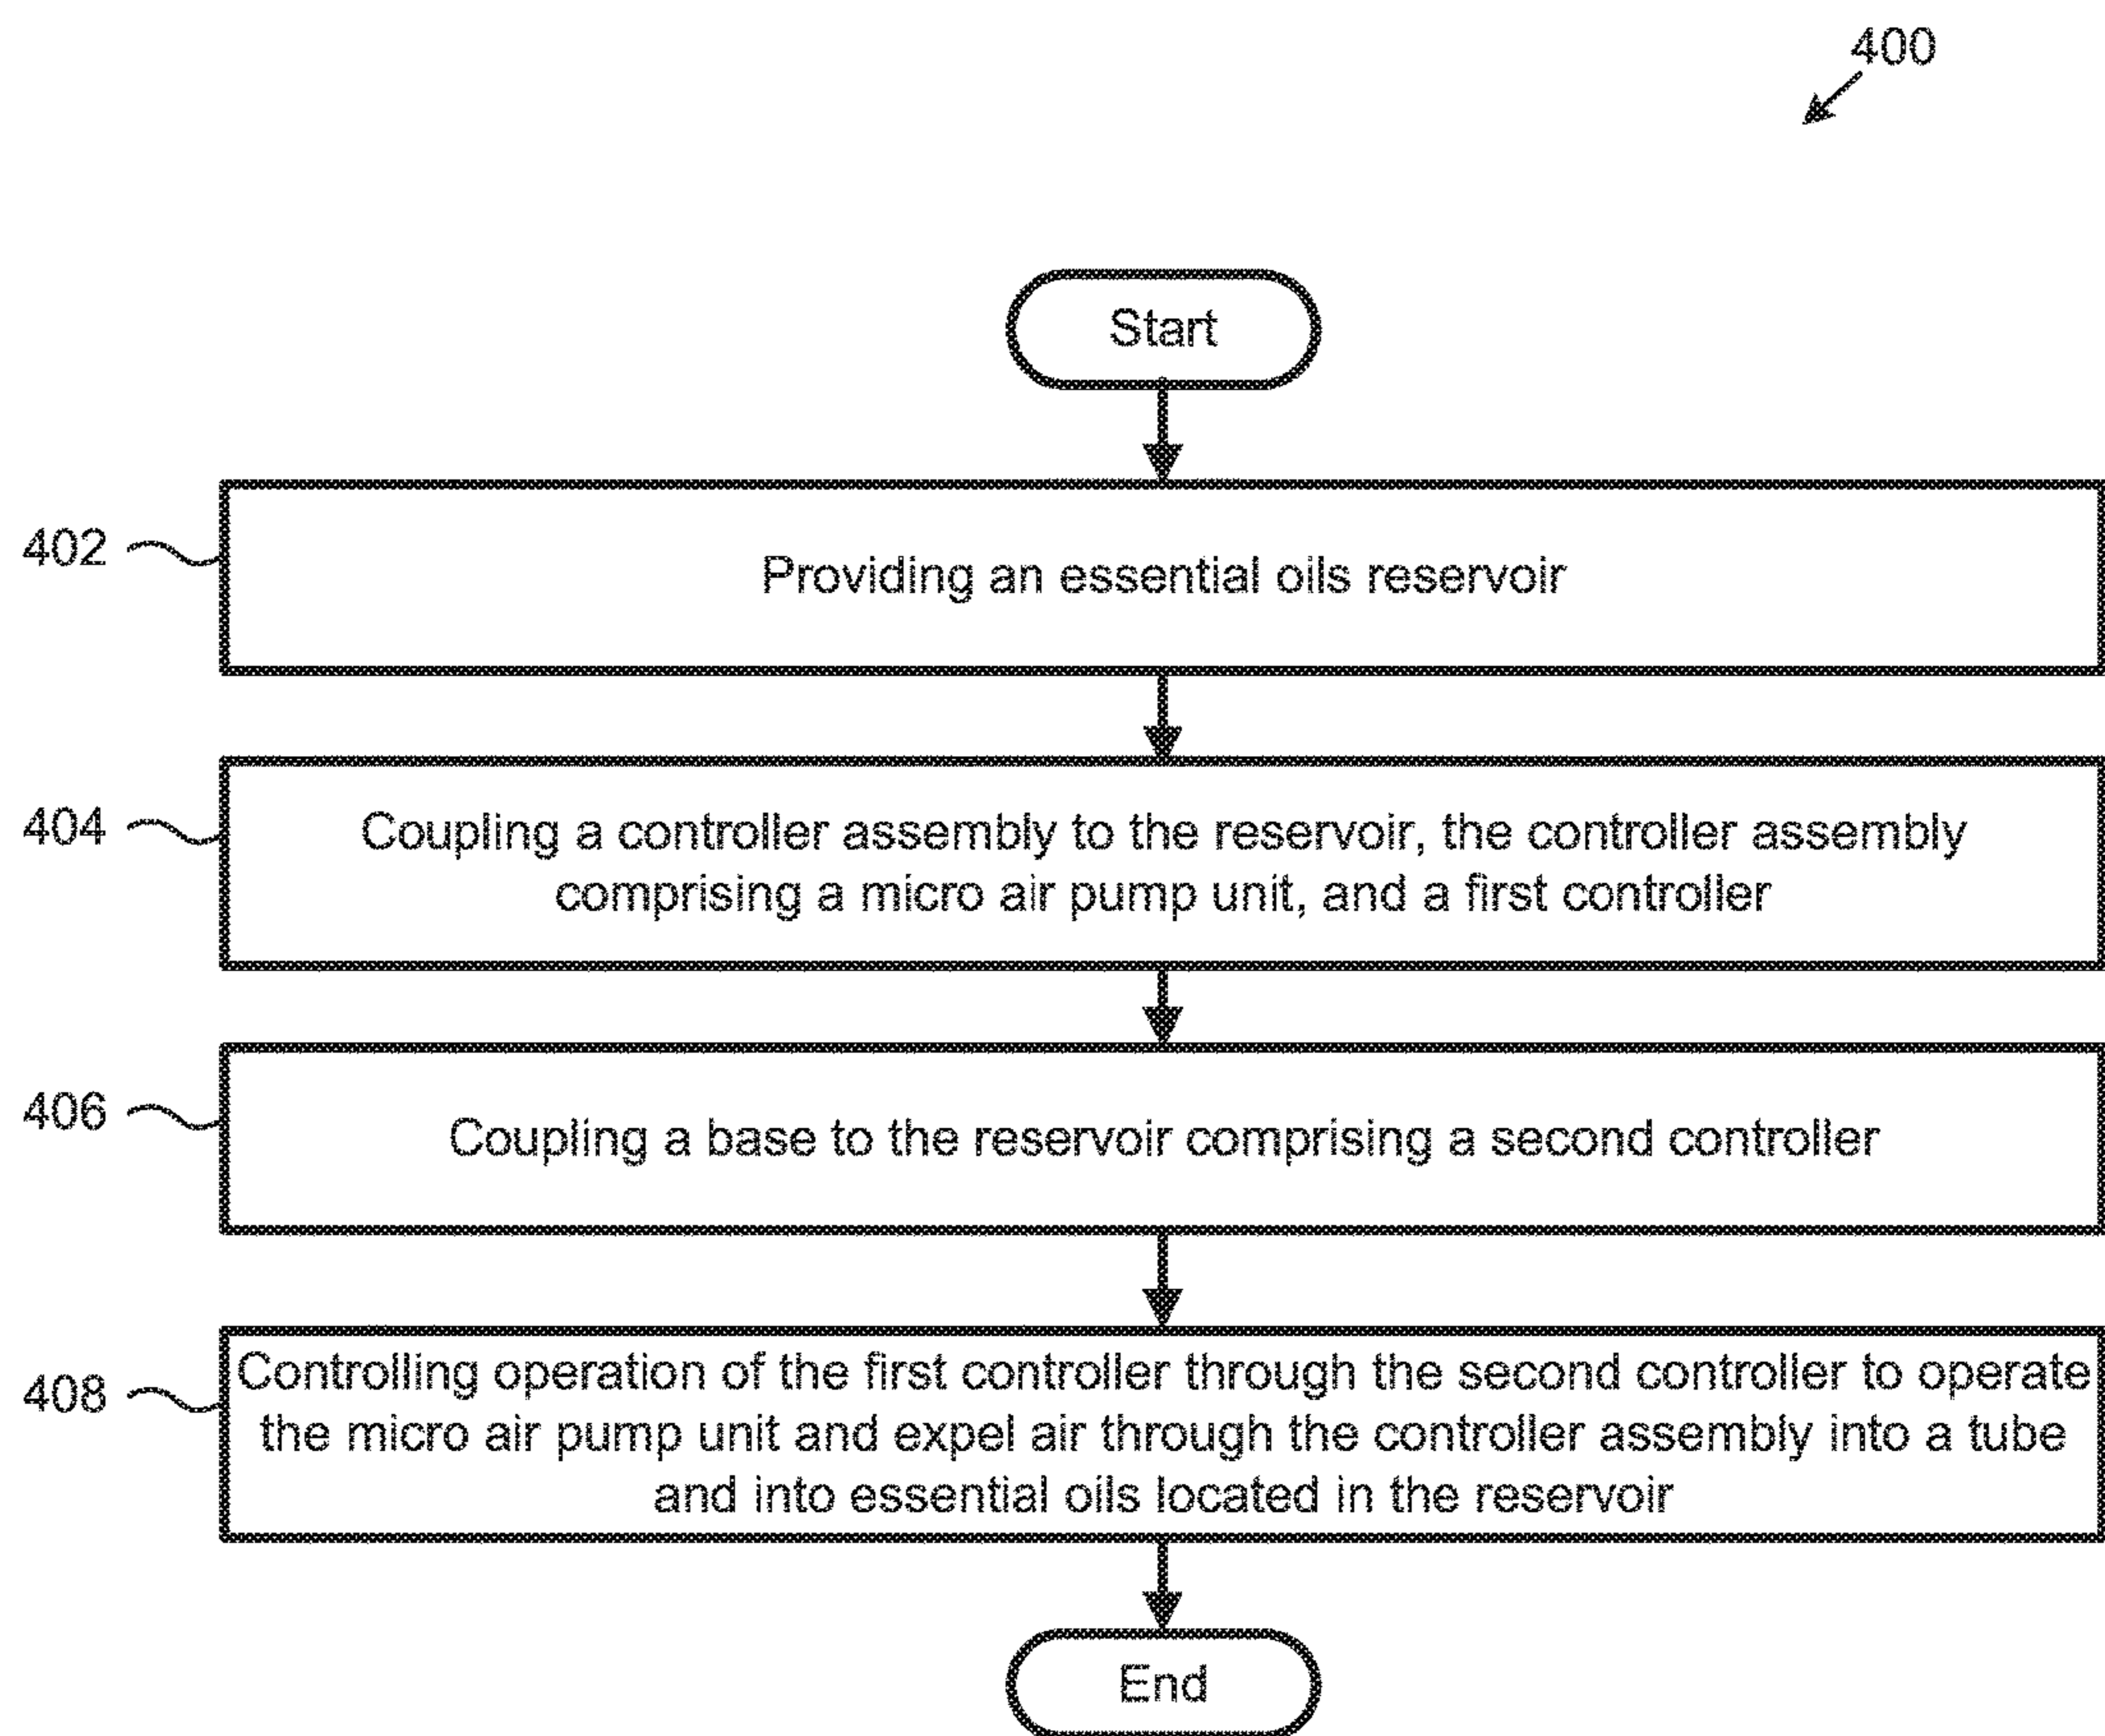 400
Start
402
Providing an essential oils reservoir
404
Coupling a controller assembly to the reservoir, the controller assembly
comprising a micro air pump unit, and a first controller
406
Coupling a base to the reservoir comprising a second controller
408
Controlling operation of the first controller through the second controller to operate
the micro air pump unit and expel air through the controller assembly into a tube
and into essential oils located in the reservoir
End